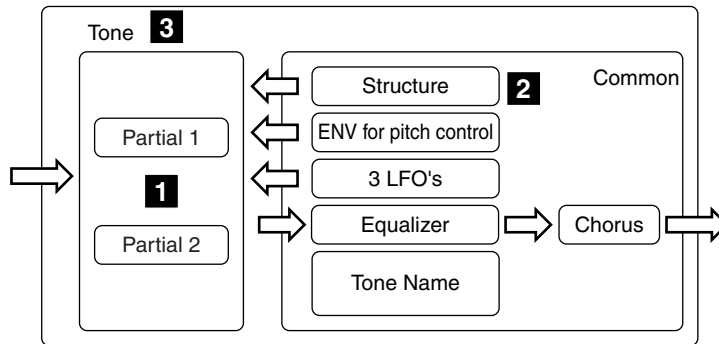 Tone 3
Structure 2 Common
Partial 1
ENV for pitch control
1
3 LFO's
Partial 2
Equalizer
Chorus
Tone Name